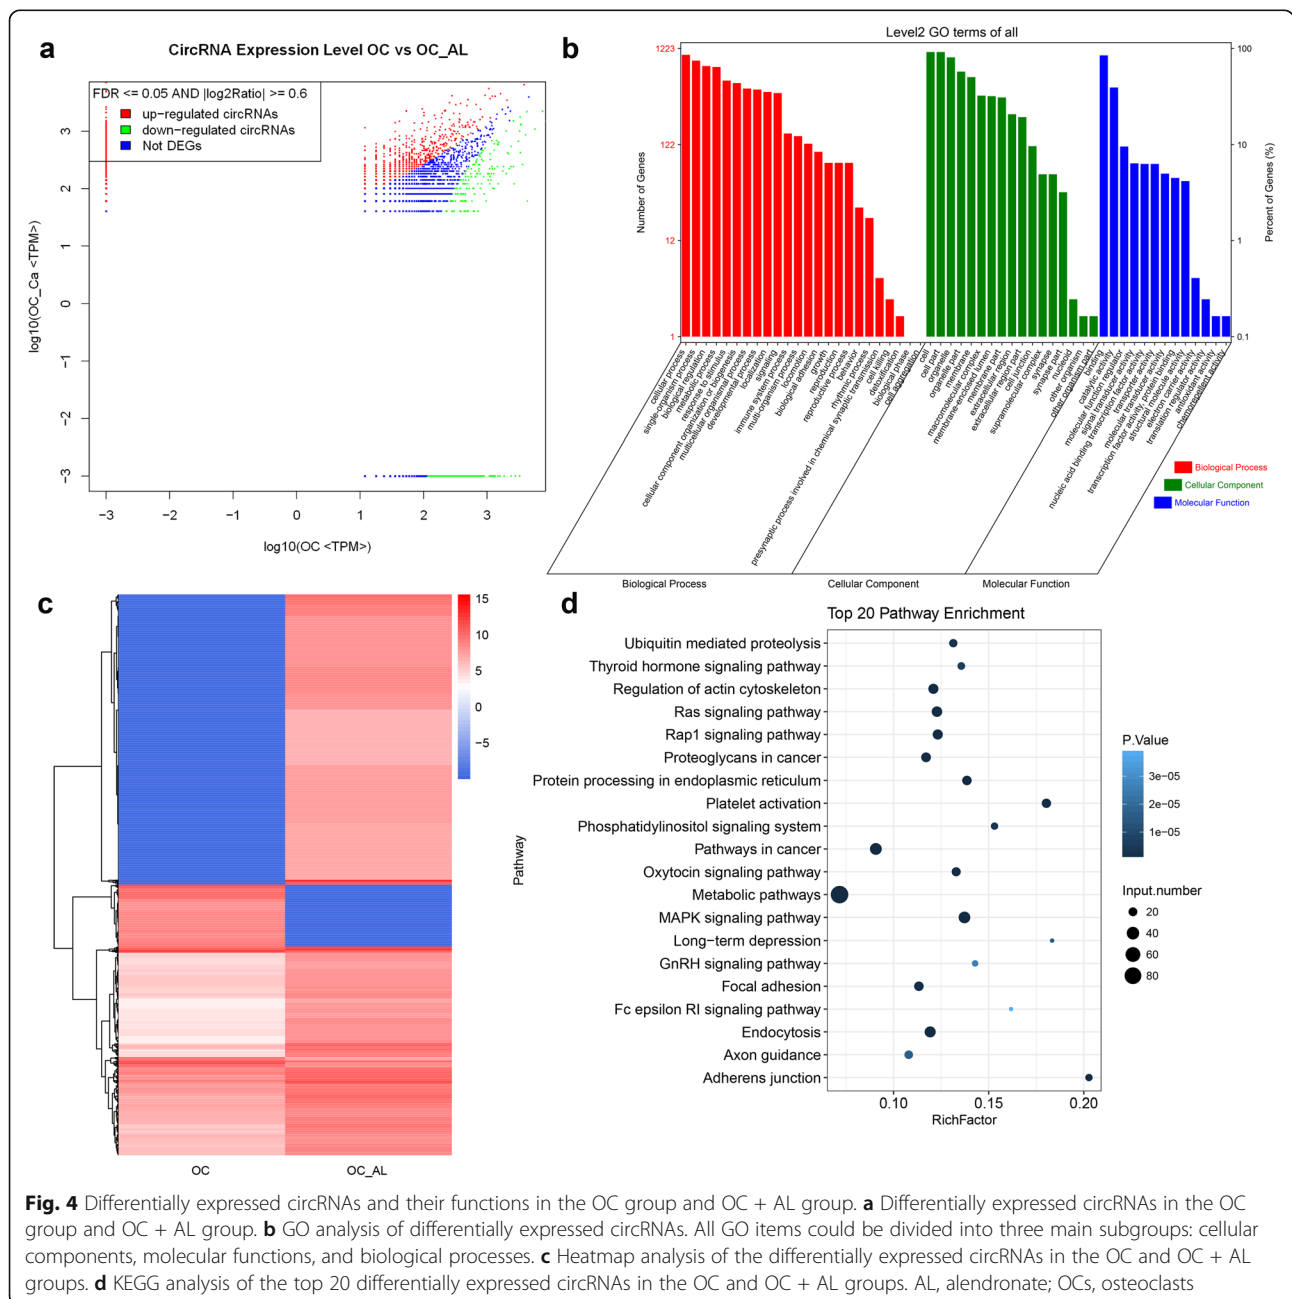 a
CircRNA Expression Level OC vs OC_AL
FDR <= 0.05 AND |log2Ratio| >= 0.6
up-regulated circRNAs
down-regulated circRNAs
Not DEGs
log10(OC_Ca <TPM>)
3
2
1
0
−1
−2
−3
−3
−2
−1
0
1
2
3
log10(OC <TPM>)
b
Level2 GO terms of all
Number of Genes
1223
122
12
1
Percent of Genes (%)
100
10
1
0.1
cellular process
single-organism process
biological regulation
metabolic process
response to stimulus
cellular component organization or biogenesis
multicellular organismal process
developmental process
localization
signaling
immune system process
multi-organism process
locomotion
biological adhesion
growth
reproduction
reproductive process
behavior
rhythmic process
presynaptic process involved in chemical synaptic transmission
cell killing
detoxification
biological phase
cell aggregation
cell
cell part
organelle
organelle part
membrane
macromolecular complex
membrane-enclosed lumen
membrane part
extracellular region
extracellular region part
cell junction
supramolecular complex
synapse
synapse part
nucleoid
other organism
other organism part
binding
catalytic activity
molecular function regulator
signal transducer activity
nucleic acid binding transcription factor activity
transporter activity
molecular transducer activity
transcription factor activity, protein binding
structural molecule activity
electron carrier activity
translation regulator activity
antioxidant activity
chemorepellent activity
Biological Process
Cellular Component
Molecular Function
Biological Process
Cellular Component
Molecular Function
c
15
10
5
0
−5
OC
OC_AL
d
Top 20 Pathway Enrichment
Pathway
Ubiquitin mediated proteolysis
Thyroid hormone signaling pathway
Regulation of actin cytoskeleton
Ras signaling pathway
Rap1 signaling pathway
Proteoglycans in cancer
Protein processing in endoplasmic reticulum
Platelet activation
Phosphatidylinositol signaling system
Pathways in cancer
Oxytocin signaling pathway
Metabolic pathways
MAPK signaling pathway
Long−term depression
GnRH signaling pathway
Focal adhesion
Fc epsilon RI signaling pathway
Endocytosis
Axon guidance
Adherens junction
0.10
0.15
0.20
RichFactor
P.Value
3e−05
2e−05
1e−05
Input.number
20
40
60
80
Fig. 4 Differentially expressed circRNAs and their functions in the OC group and OC + AL group. a Differentially expressed circRNAs in the OC
group and OC + AL group. b GO analysis of differentially expressed circRNAs. All GO items could be divided into three main subgroups: cellular
components, molecular functions, and biological processes. c Heatmap analysis of the differentially expressed circRNAs in the OC and OC + AL
groups. d KEGG analysis of the top 20 differentially expressed circRNAs in the OC and OC + AL groups. AL, alendronate; OCs, osteoclasts